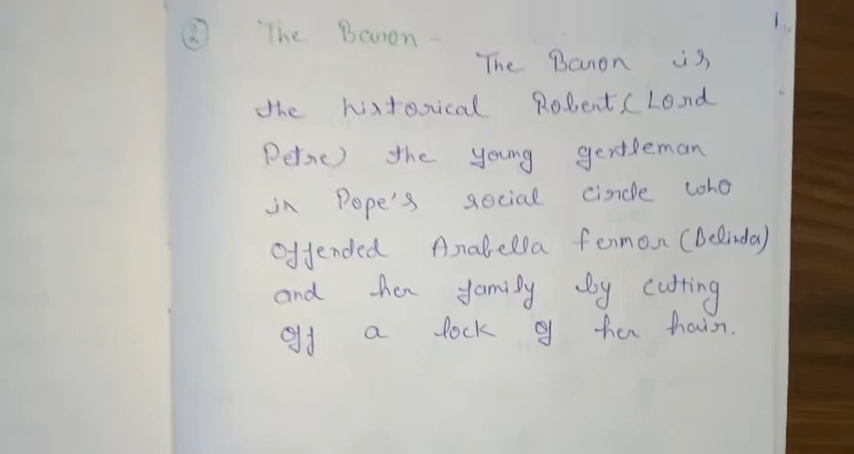 ② The Baron -
The Baron is
the historical Robert (Lord
Petre) the young gentleman
in Pope's social circle who
offended Arabella fermor (Belinda)
and her family by cutting
off a lock of her hair.